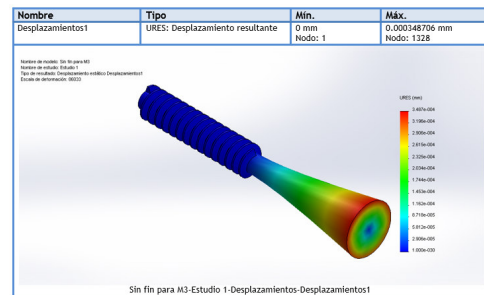 Nombre Tipo Mín. Máx.
Desplazamientos1 URES: Desplazamiento resultante 0 mm 0.000348706 mm
Nodo: 1 Nodo: 1328
Nombre de modelo: Sin fin para M3
Nombre de estudio: Estudio 1
Tipo de resultado: Desplazamiento estático Desplazamientos1
Escala de deformación:
URES (mm)
3.487e-004
3.196e-004
2.906e-004
2.615e-004
2.325e-004
2.034e-004
1.744e-004
1.453e-004
1.162e-004
8.718e-005
5.812e-005
2.906e-005
1.000e-030
Sin fin para M3-Estudio 1-Desplazamientos-Desplazamientos1